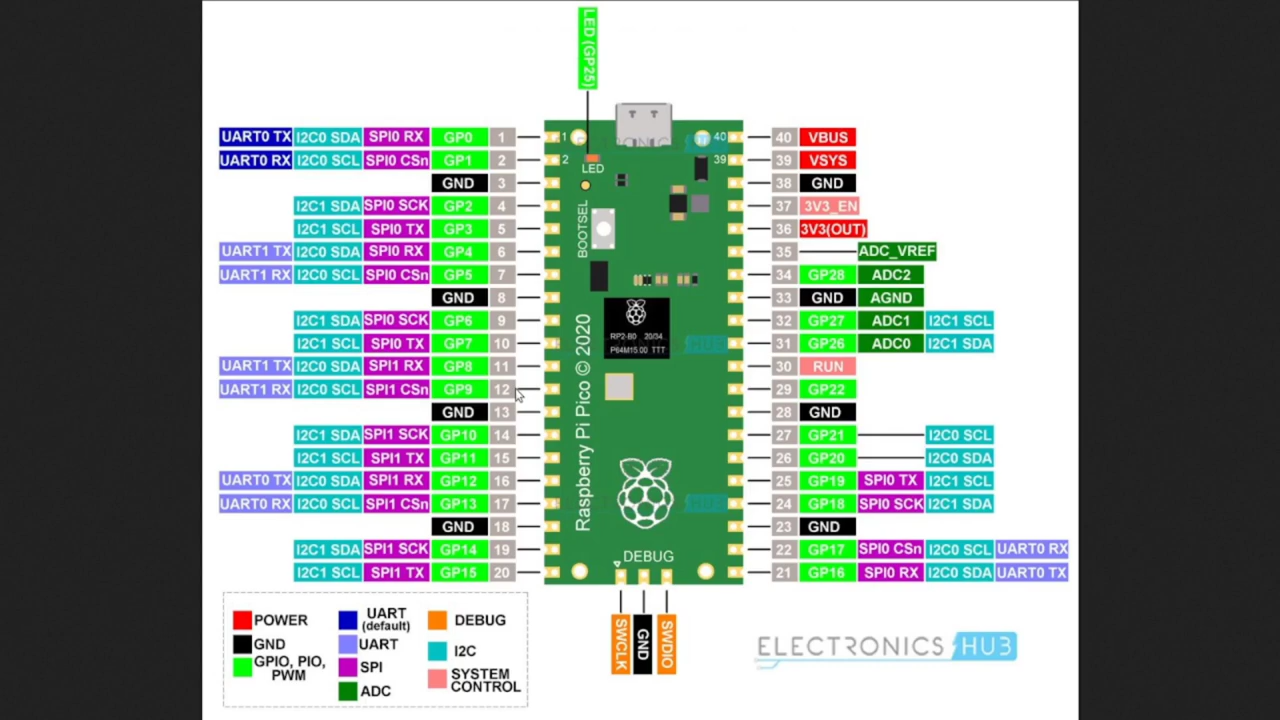 LED (GP25)
UART0 TX I2C0 SDA SPI0 RX GP0 1 1 40 40 VBUS
UART0 RX I2C0 SCL SPI0 CSn GP1 2 2 LED 39 39 VSYS
GND 3 38 GND
I2C1 SDA SPI0 SCK GP2 4 BOOTSEL 37 3V3_EN
I2C1 SCL SPI0 TX GP3 5 36 3V3(OUT)
UART1 TX I2C0 SDA SPI0 RX GP4 6 35 ADC_VREF
UART1 RX I2C0 SCL SPI0 CSn GP5 7 34 GP28 ADC2
GND 8 33 GND AGND
I2C1 SDA SPI0 SCK GP6 9 32 GP27 ADC1 I2C1 SCL
RP2-B0 20/34
I2C1 SCL SPI0 TX GP7 10 31 GP26 ADC0 I2C1 SDA
P64M15.00 TTT
UART1 TX I2C0 SDA SPI1 RX GP8 11 30 RUN
UART1 RX I2C0 SCL SPI1 CSn GP9 12 29 GP22
GND 13 28 GND
Raspberry Pi Pico © 2020
I2C1 SDA SPI1 SCK GP10 14 27 GP21 I2C0 SCL
I2C1 SCL SPI1 TX GP11 15 26 GP20 I2C0 SDA
UART0 TX I2C0 SDA SPI1 RX GP12 16 25 GP19 SPI0 TX I2C1 SCL
UART0 RX I2C0 SCL SPI1 CSn GP13 17 24 GP18 SPI0 SCK I2C1 SDA
GND 18 23 GND
I2C1 SDA SPI1 SCK GP14 19 22 GP17 SPI0 CSn I2C0 SCL UART0 RX
DEBUG
I2C1 SCL SPI1 TX GP15 20 21 GP16 SPI0 RX I2C0 SDA UART0 TX
SWCLK GND SWDIO
POWER UART (default) DEBUG
GND UART I2C
GPIO, PIO, PWM SPI SYSTEM CONTROL
ADC
ELECTRONICS HUB